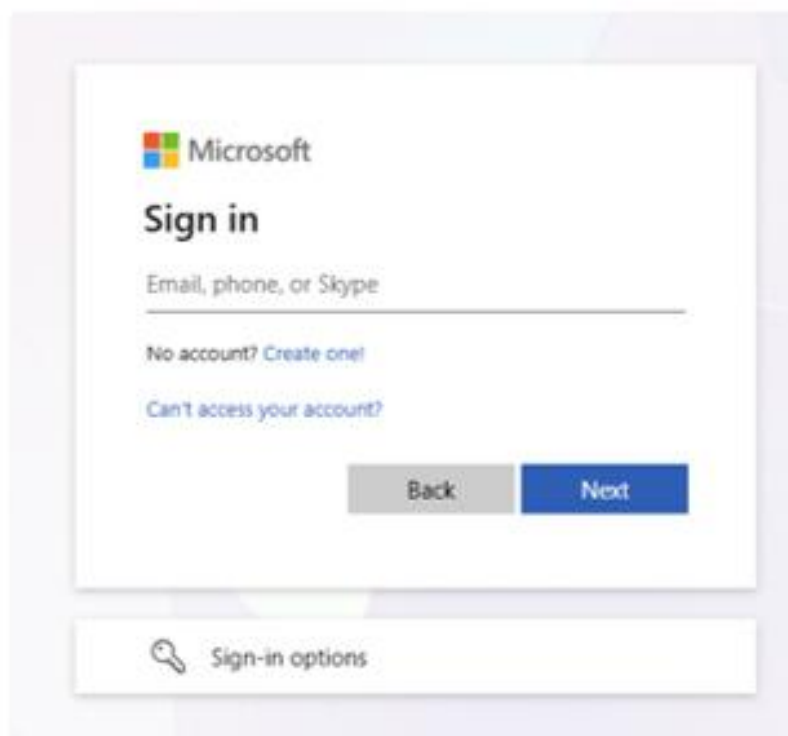 Microsoft
Sign in
Email, phone, or Skype
No account? Create one!
Can't access your account?
Back Next
Sign-in options